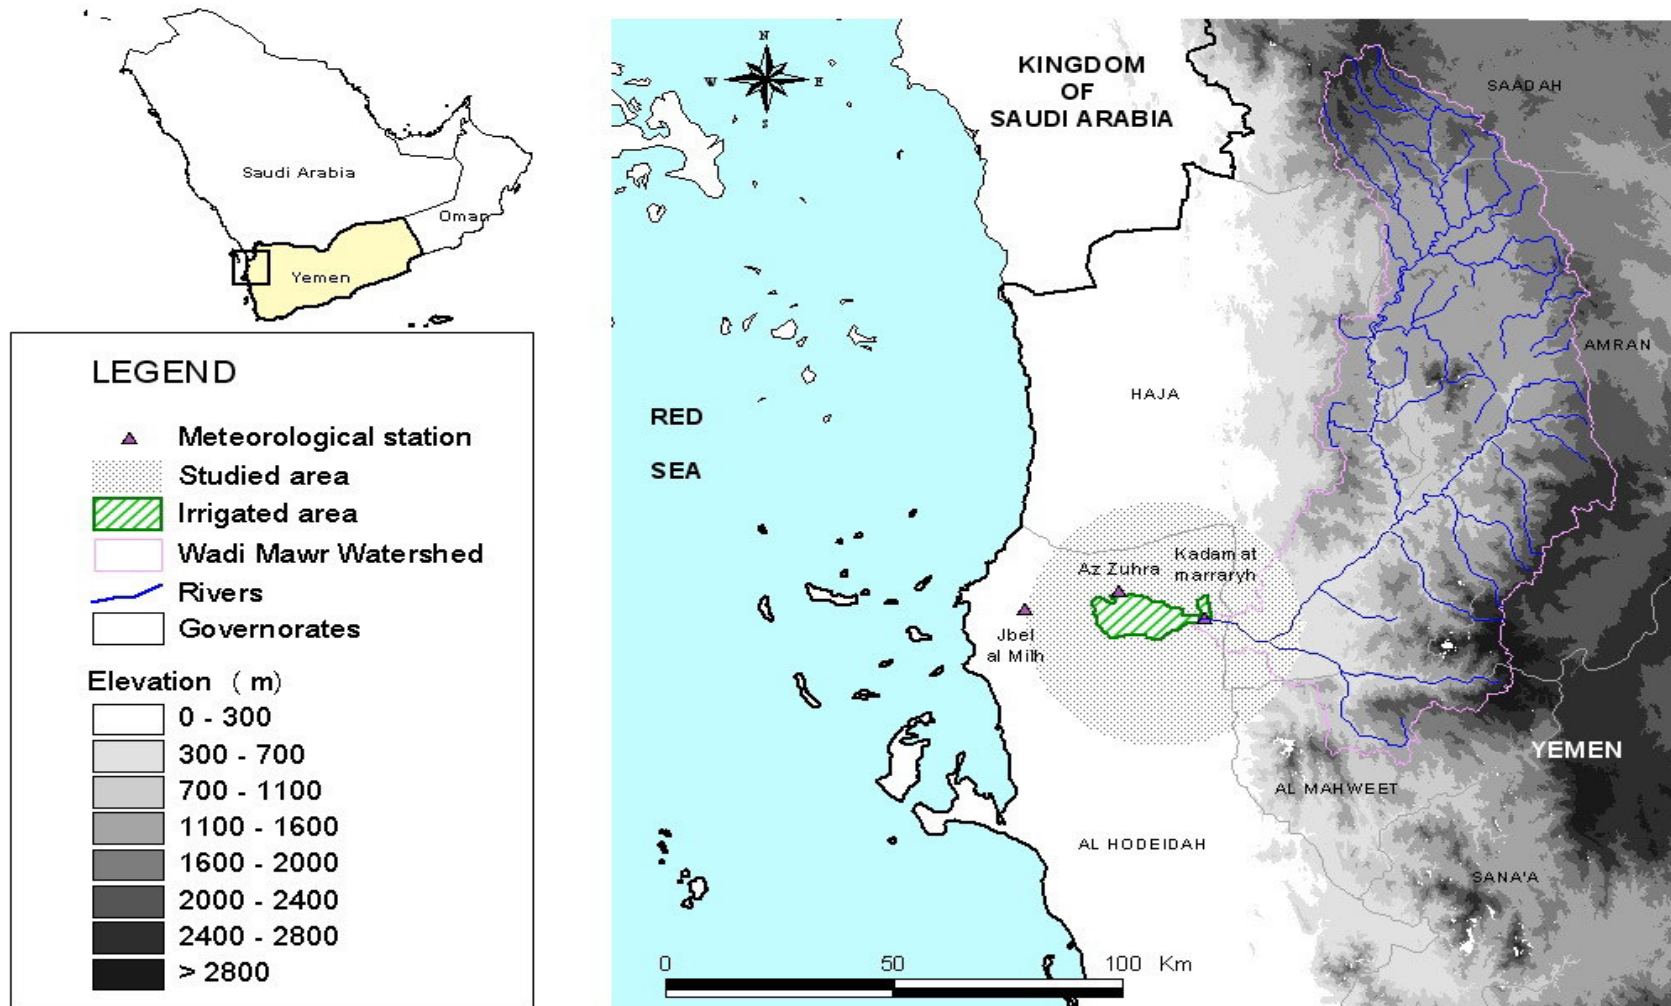 Saudi Arabia
Oman
Yemen
LEGEND
Meteorological station
Studied area
Irrigated area
Wadi Mawr Watershed
Rivers
Governorates
Elevation ( m)
0 - 300
300 - 700
700 - 1100
1100 - 1600
1600 - 2000
2000 - 2400
2400 - 2800
> 2800
N
W E
S
KINGDOM
OF
SAUDI ARABIA
SAADAH
AMRAN
HAJA
RED
SEA
Kadam at
marraryh
Az Zuhra
Jbel
al Milh
YEMEN
AL MAHWEET
AL HODEIDAH
SANA'A
0 50 100 Km